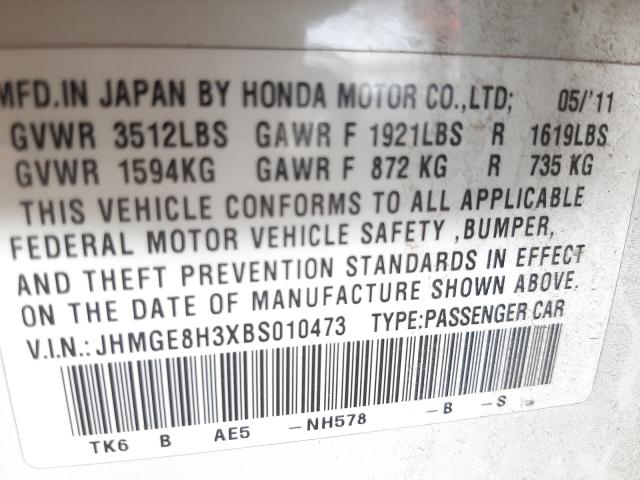 MFD.IN JAPAN BY HONDA MOTOR CO.,LTD; 05/'11
GVWR 3512LBS GAWR F 1921LBS R 1619LBS
GVWR 1594KG GAWR F 872 KG R 735 KG
THIS VEHICLE CONFORMS TO ALL APPLICABLE
FEDERAL MOTOR VEHICLE SAFETY ,BUMPER,
AND THEFT PREVENTION STANDARDS IN EFFECT
ON THE DATE OF MANUFACTURE SHOWN ABOVE.
V.I.N.: JHMGE8H3XBS010473 TYPE:PASSENGER CAR
TK6 B AE5 -NH578 -B -S